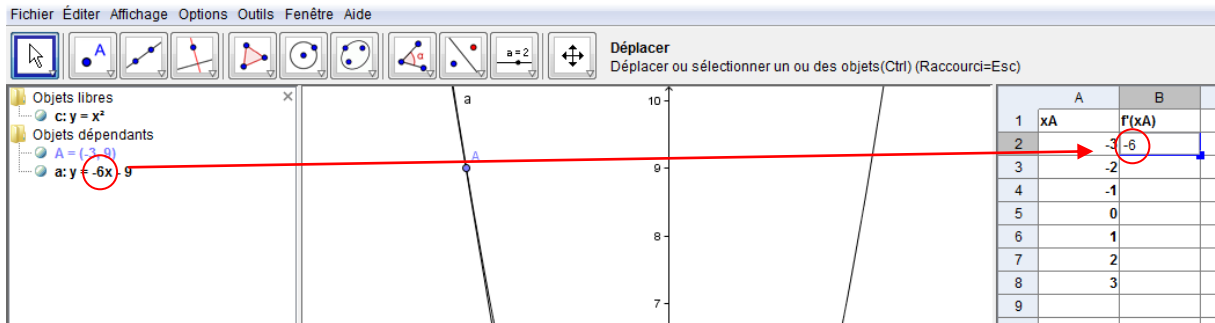 Fichier Éditer Affichage Options Outils Fenêtre Aide
A
α
a=2
Déplacer
Déplacer ou sélectionner un ou des objets(Ctrl) (Raccourci=Esc)
Objets libres
c: y = x²
Objets dépendants
A = (-3, 9)
a: y = -6x - 9
a
A
10
9
8
7
A B
1 xA f'(xA)
2 -3 -6
3 -2
4 -1
5 0
6 1
7 2
8 3
9